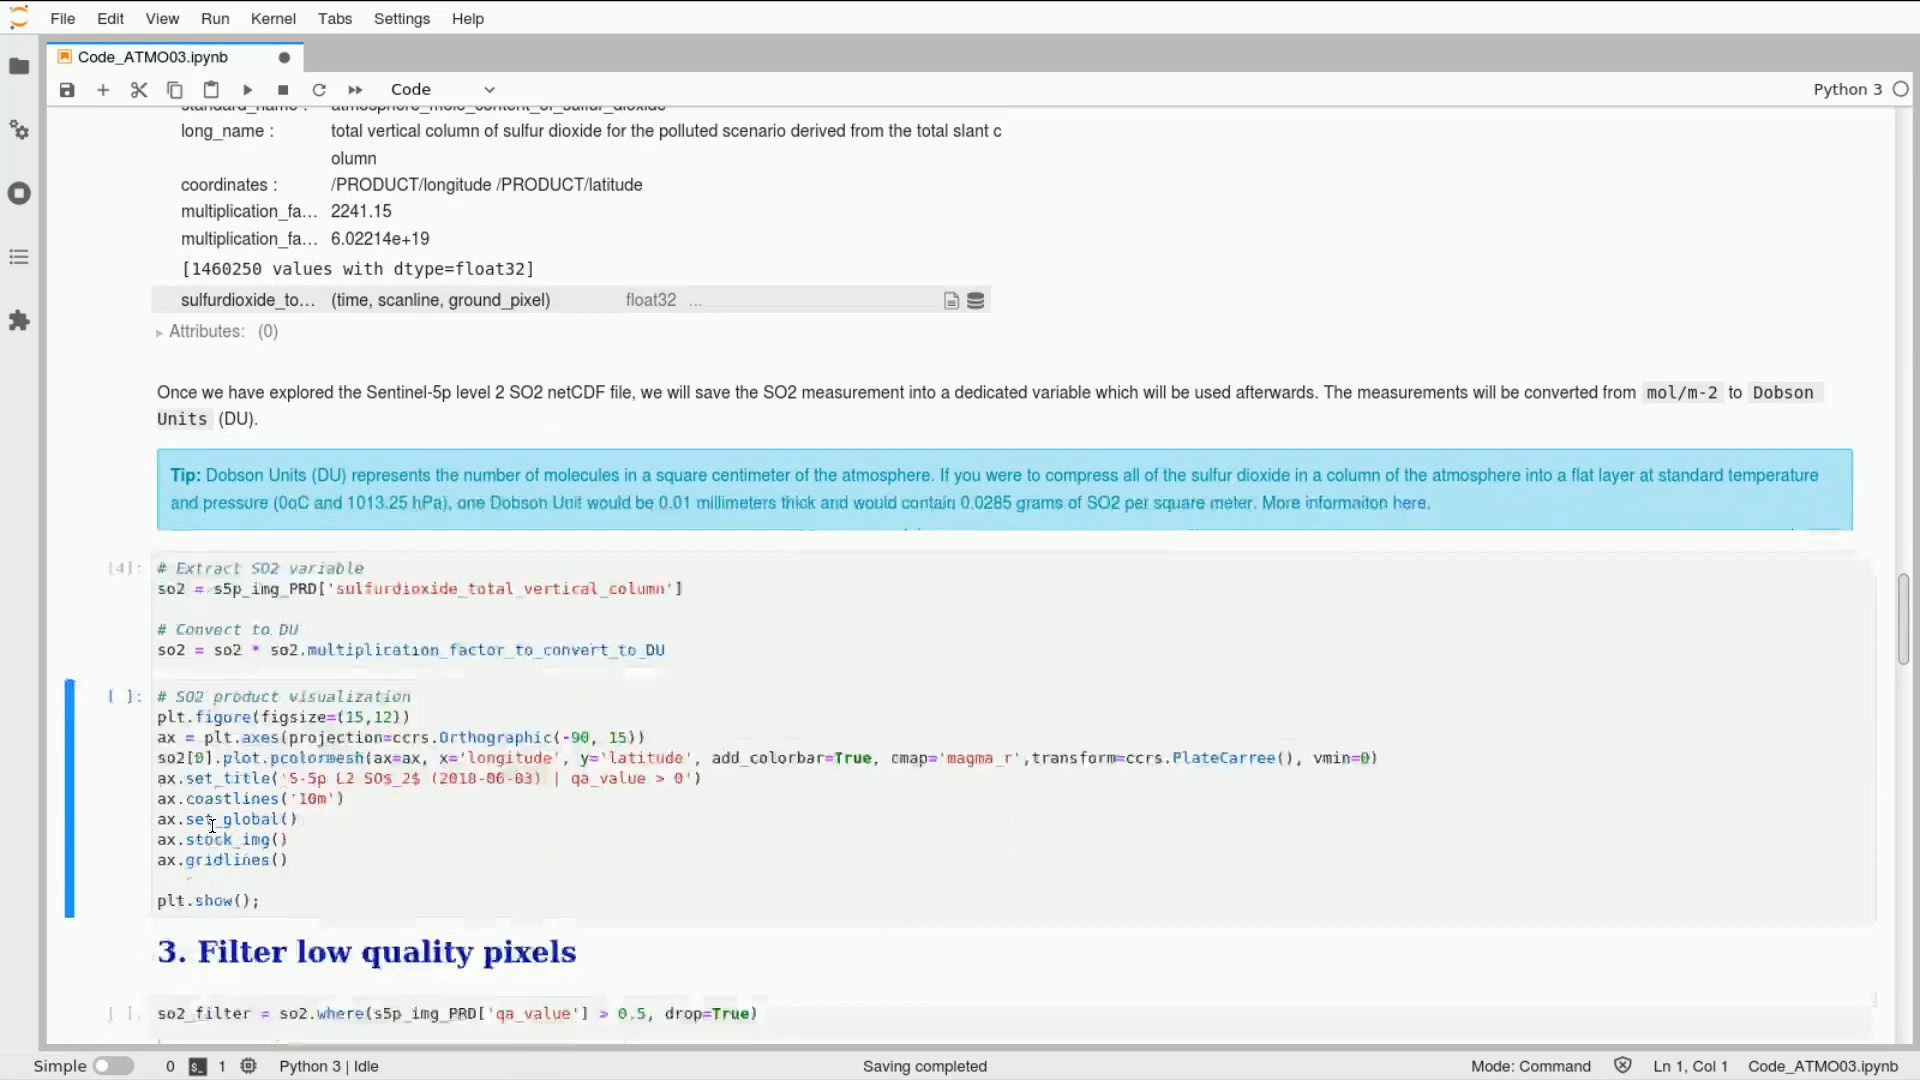 File Edit View Run Kernel Tabs Settings Help
Code_ATMO03.ipynb
Code Python 3
standard_name : atmosphere_mole_content_of_sulfur_dioxide
long_name : total vertical column of sulfur dioxide for the polluted scenario derived from the total slant c
olumn
coordinates : /PRODUCT/longitude /PRODUCT/latitude
multiplication_fa... 2241.15
multiplication_fa... 6.02214e+19
[1460250 values with dtype=float32]
sulfurdioxide_to... (time, scanline, ground_pixel) float32 ...
▸ Attributes: (0)
Once we have explored the Sentinel-5p level 2 SO2 netCDF file, we will save the SO2 measurement into a dedicated variable which will be used afterwards. The measurements will be converted from mol/m-2 to Dobson
Units (DU).
Tip: Dobson Units (DU) represents the number of molecules in a square centimeter of the atmosphere. If you were to compress all of the sulfur dioxide in a column of the atmosphere into a flat layer at standard temperature
and pressure (0oC and 1013.25 hPa), one Dobson Unit would be 0.01 millimeters thick and would contain 0.0285 grams of SO2 per square meter. More informaiton here.
[4]: # Extract SO2 variable
so2 = s5p_img_PRD['sulfurdioxide_total_vertical_column']
# Convert to DU
so2 = so2 * so2.multiplication_factor_to_convert_to_DU
[ ]: # SO2 product visualization
plt.figure(figsize=(15,12))
ax = plt.axes(projection=ccrs.Orthographic(-90, 15))
so2[0].plot.pcolormesh(ax=ax, x='longitude', y='latitude', add_colorbar=True, cmap='magma_r',transform=ccrs.PlateCarree(), vmin=0)
ax.set_title('S-5p L2 SO$_2$ (2018-06-03) | qa_value > 0')
ax.coastlines('10m')
ax.set_global()
ax.stock_img()
ax.gridlines()
plt.show();
3. Filter low quality pixels
[ ]: so2_filter = so2.where(s5p_img_PRD['qa_value'] > 0.5, drop=True)
Simple 0 1 Python 3 | Idle Saving completed Mode: Command Ln 1, Col 1 Code_ATMO03.ipynb